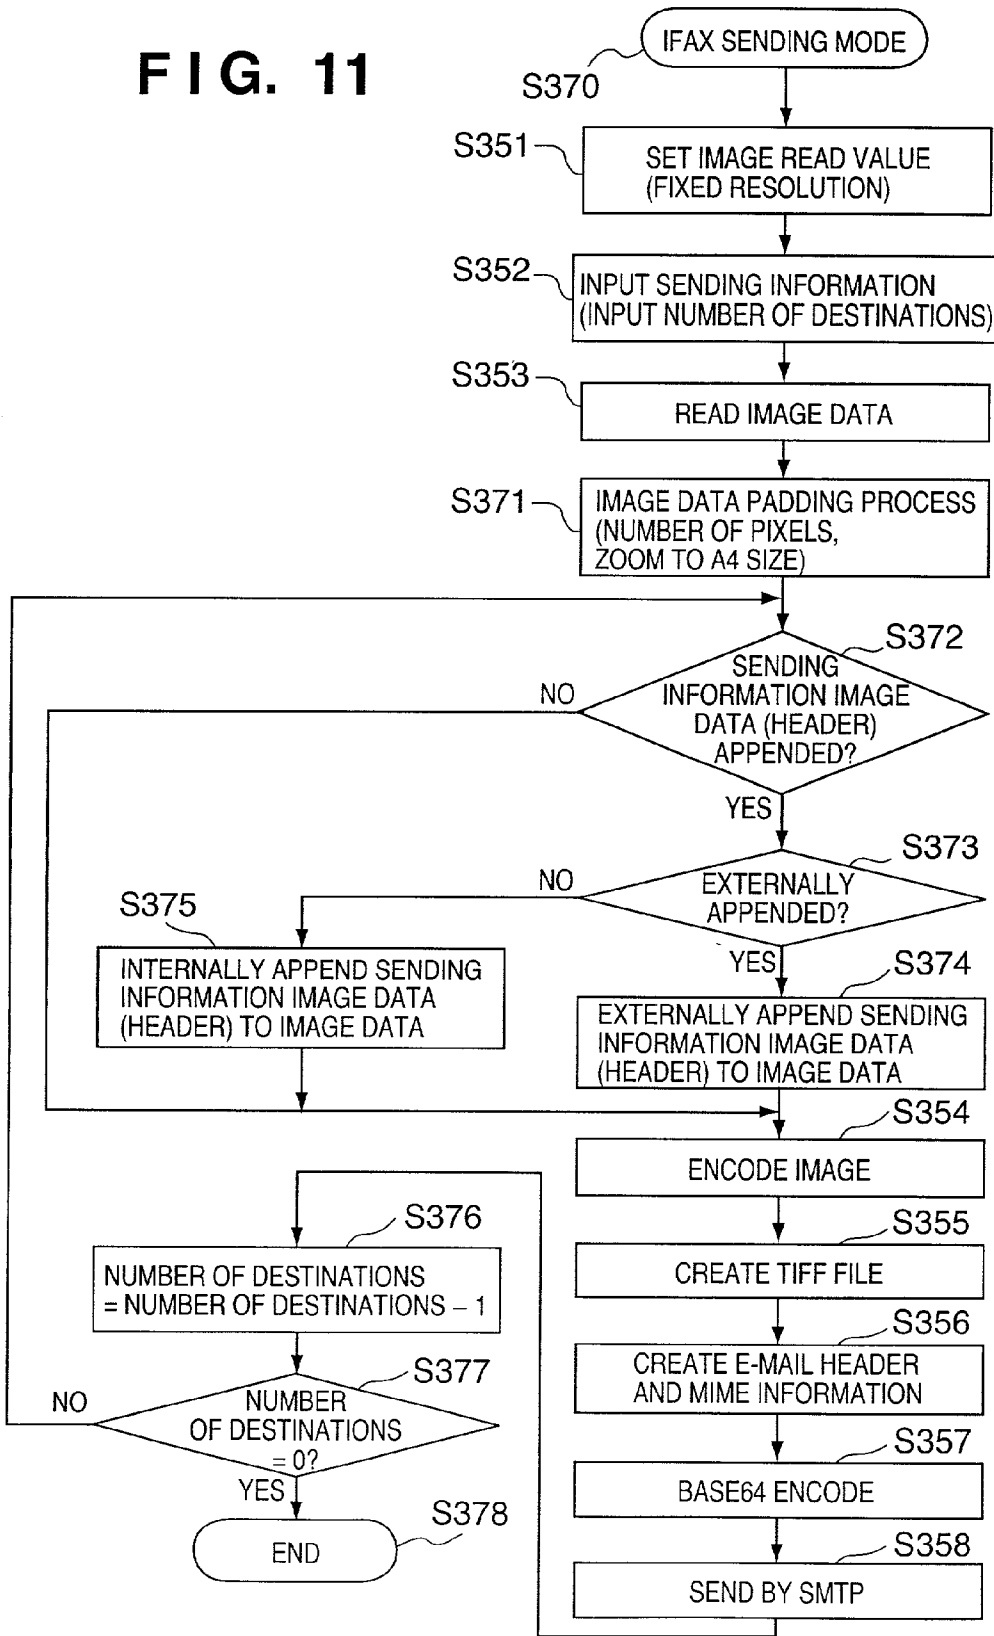 FIG. 11
IFAX SENDING MODE
S370
S351
SET IMAGE READ VALUE
(FIXED RESOLUTION)
S352
INPUT SENDING INFORMATION
(INPUT NUMBER OF DESTINATIONS)
S353
READ IMAGE DATA
S371
IMAGE DATA PADDING PROCESS
(NUMBER OF PIXELS,
ZOOM TO A4 SIZE)
S372
SENDING
INFORMATION IMAGE
DATA (HEADER)
APPENDED?
NO
YES
S373
EXTERNALLY
APPENDED?
NO
YES
S375
INTERNALLY APPEND SENDING
INFORMATION IMAGE DATA
(HEADER) TO IMAGE DATA
S374
EXTERNALLY APPEND SENDING
INFORMATION IMAGE DATA
(HEADER) TO IMAGE DATA
S354
ENCODE IMAGE
S355
CREATE TIFF FILE
S356
CREATE E-MAIL HEADER
AND MIME INFORMATION
S357
BASE64 ENCODE
S358
SEND BY SMTP
S376
NUMBER OF DESTINATIONS
= NUMBER OF DESTINATIONS – 1
S377
NUMBER
OF DESTINATIONS
= 0?
NO
YES
S378
END